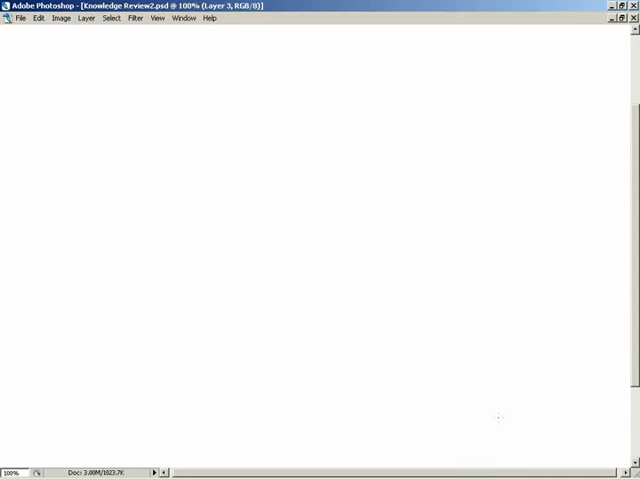 Adobe Photoshop - [Knowledge Review2.psd @ 100% (Layer 3, RGB/8)]
File Edit Image Layer Select Filter View Window Help
100% Doc: 3.00M/1023.7K